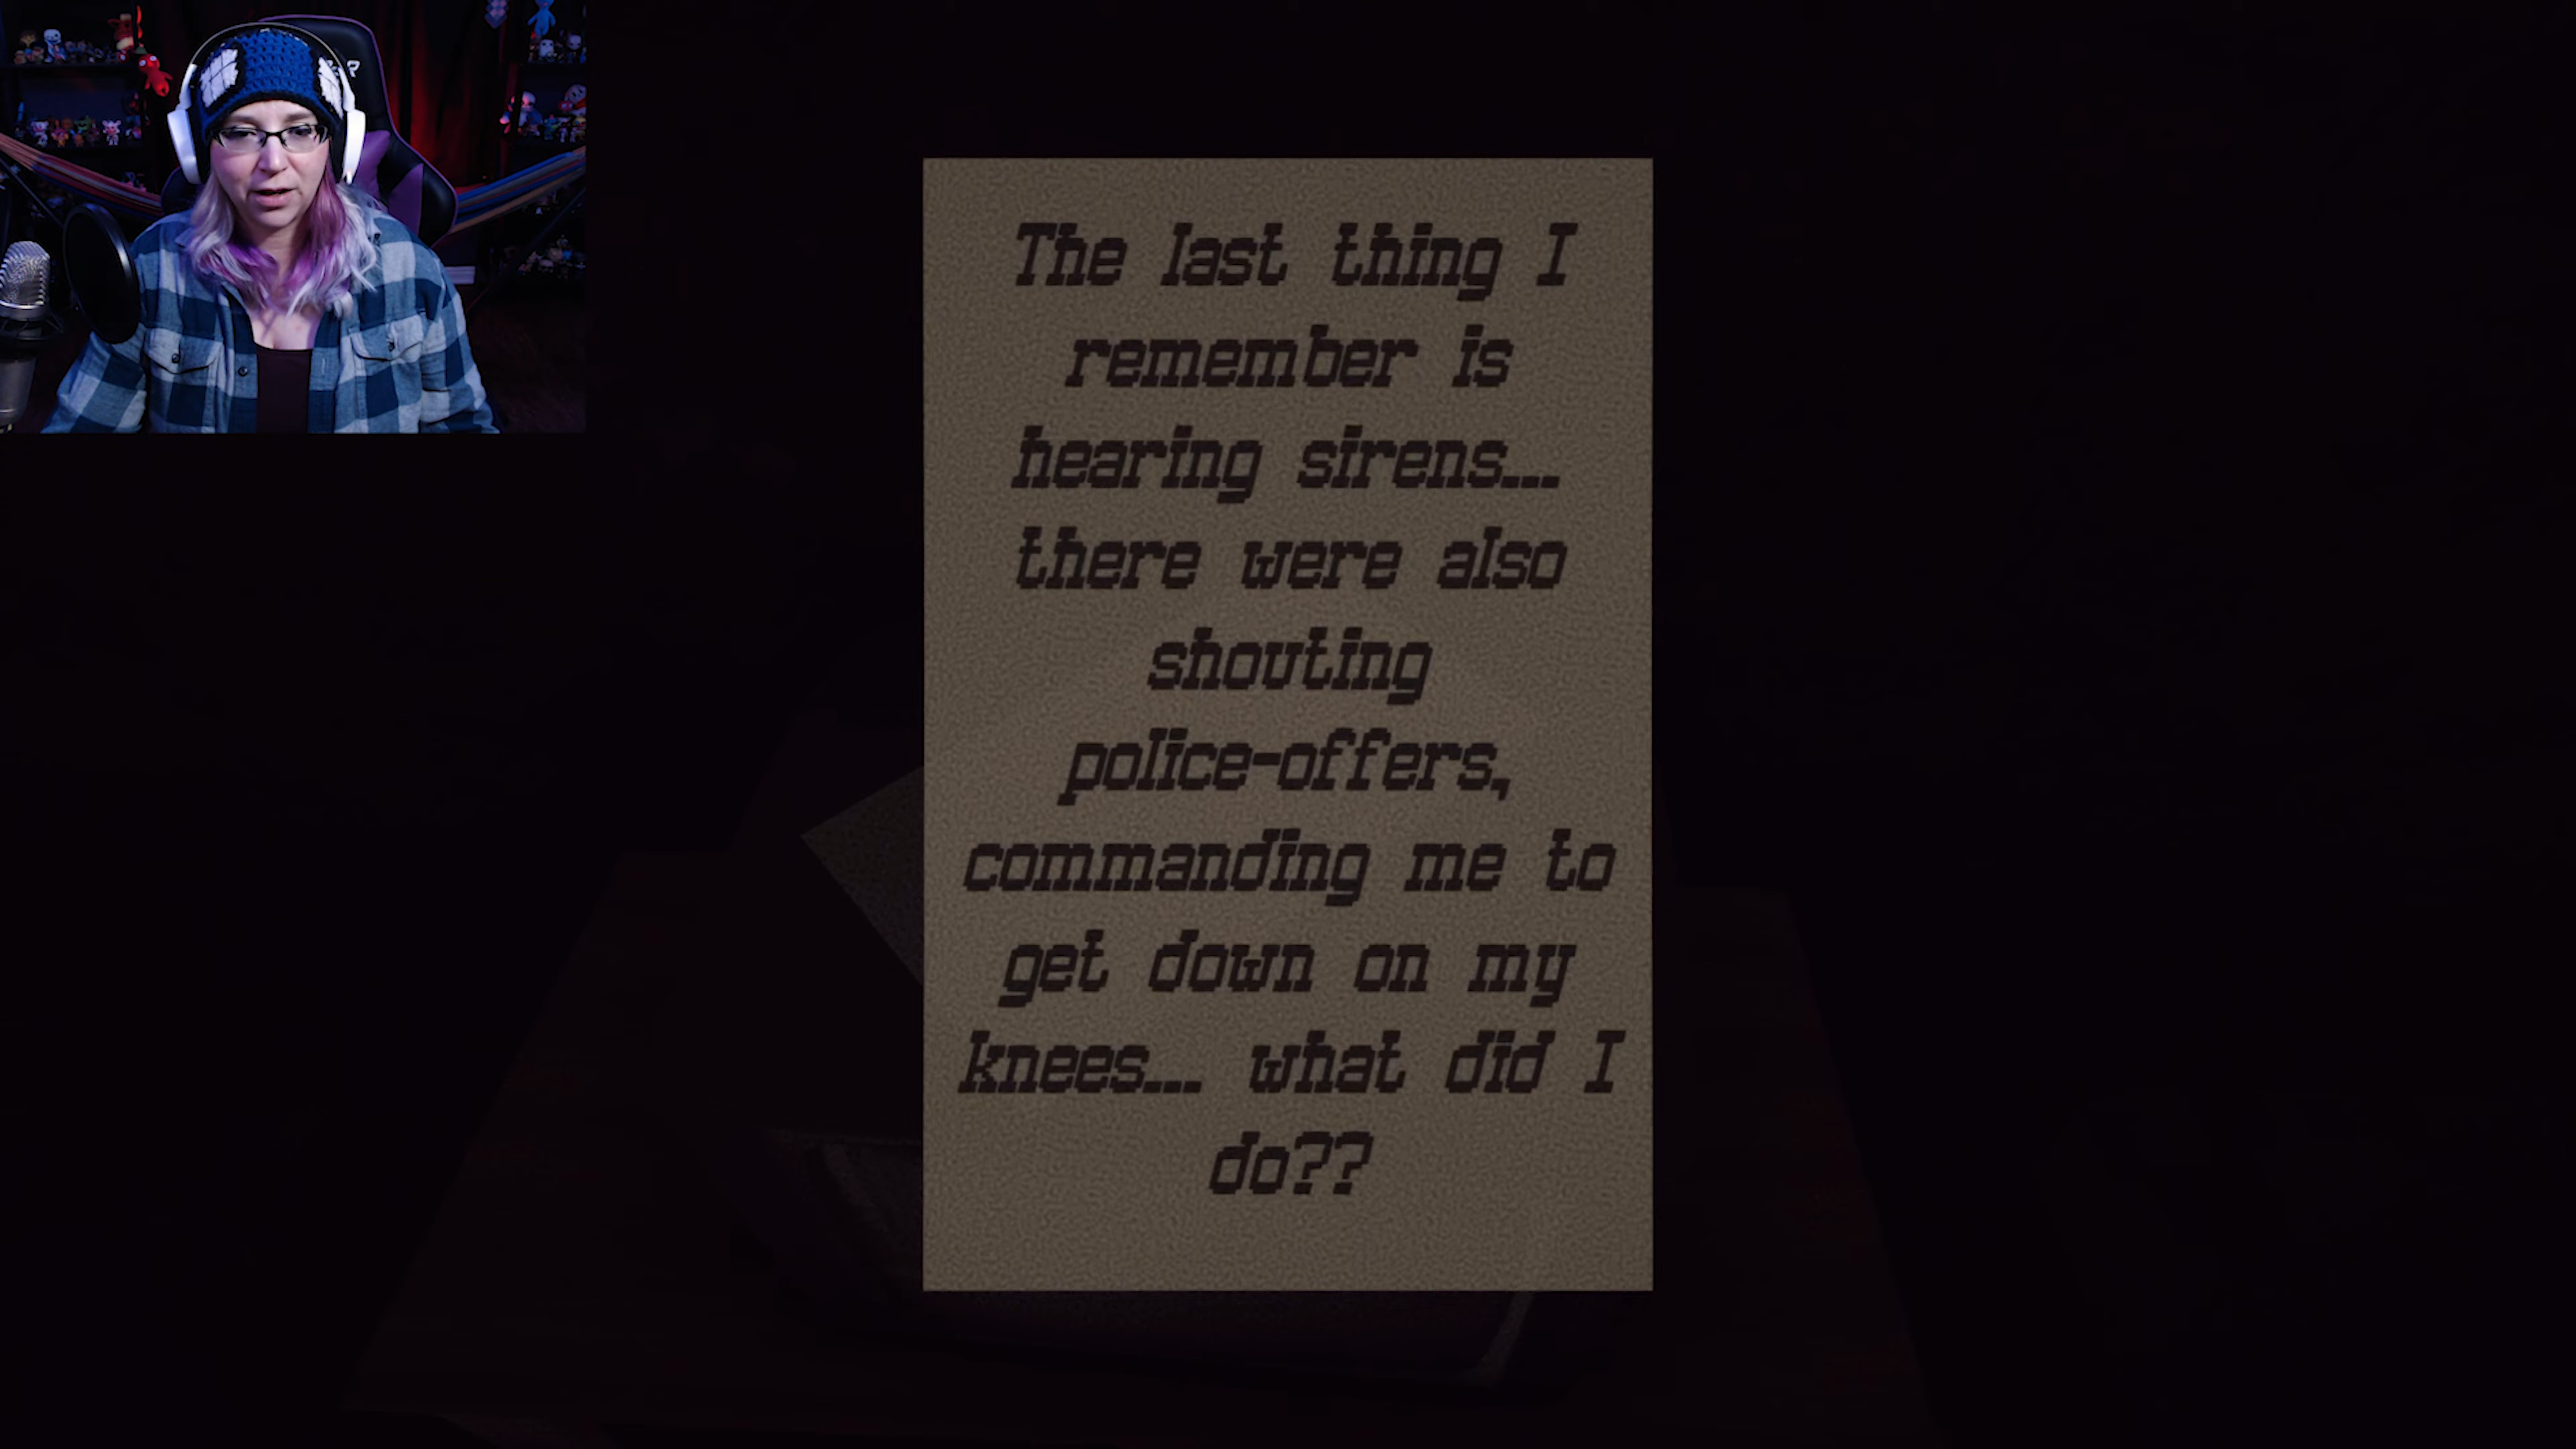 The last thing I
remember is
hearing sirens...
there were also
shouting
police-offers,
commanding me to
get down on my
knees... what did I
do??